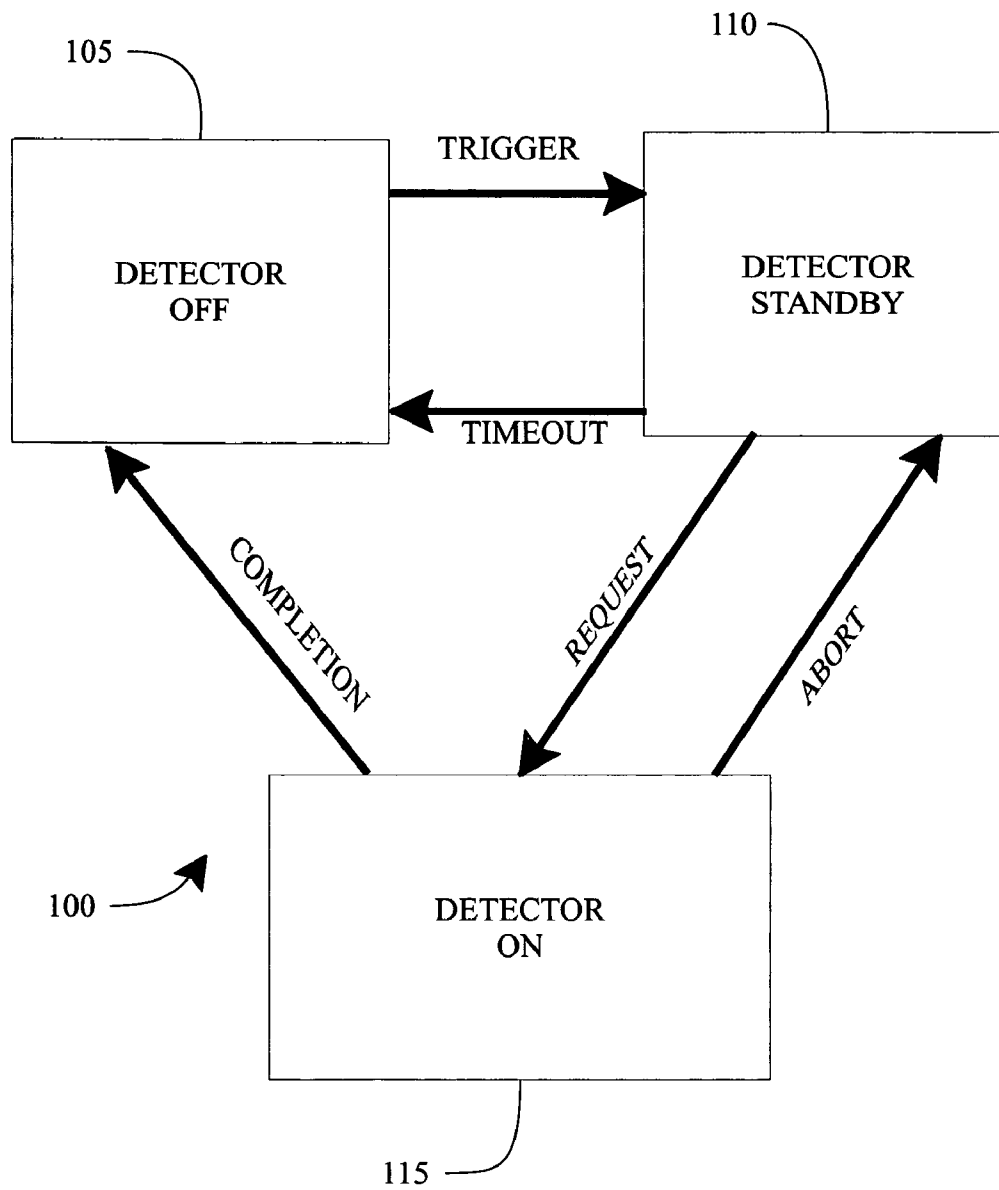 105
110
TRIGGER
DETECTOR
OFF
DETECTOR
STANDBY
TIMEOUT
COMPLETION
REQUEST
ABORT
100
DETECTOR
ON
115